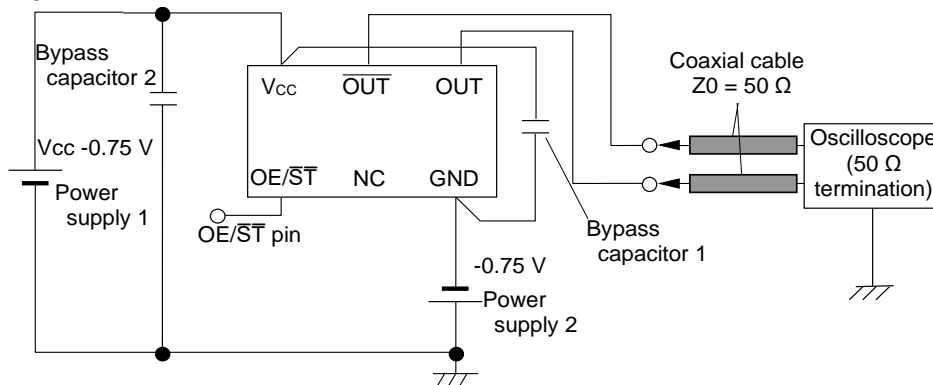 Bypass
capacitor 2
Vcc -0.75 V
Power
supply 1
VCC
OUT
OUT
OE/ST
NC
GND
OE/ST pin
-0.75 V
Power
supply 2
Bypass
capacitor 1
Coaxial cable
Z0 = 50 Ω
Oscilloscope
(50 Ω
termination)